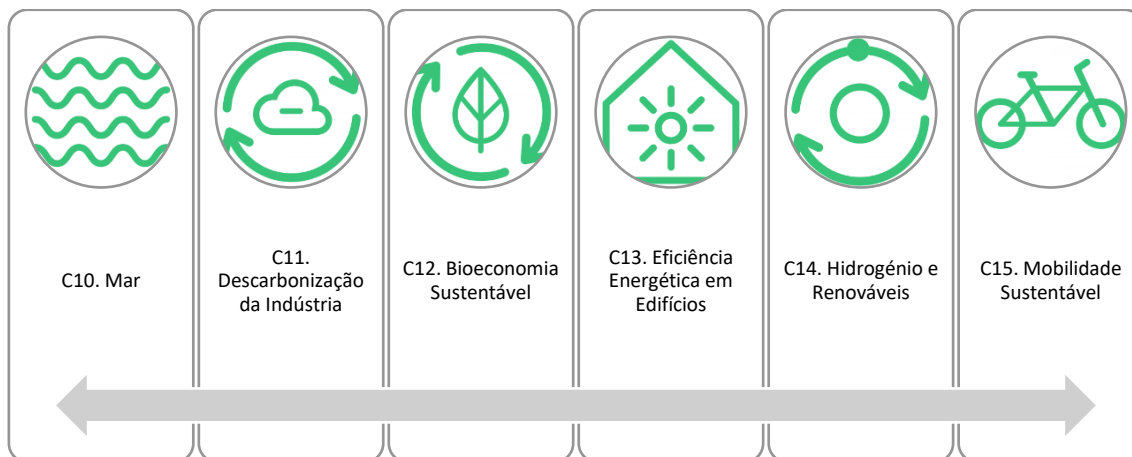 C10. Mar
C11.
Descarbonização
da Indústria
C12. Bioeconomia
Sustentável
C13. Eficiência
Energética em
Edifícios
C14. Hidrogénio e
Renováveis
C15. Mobilidade
Sustentável